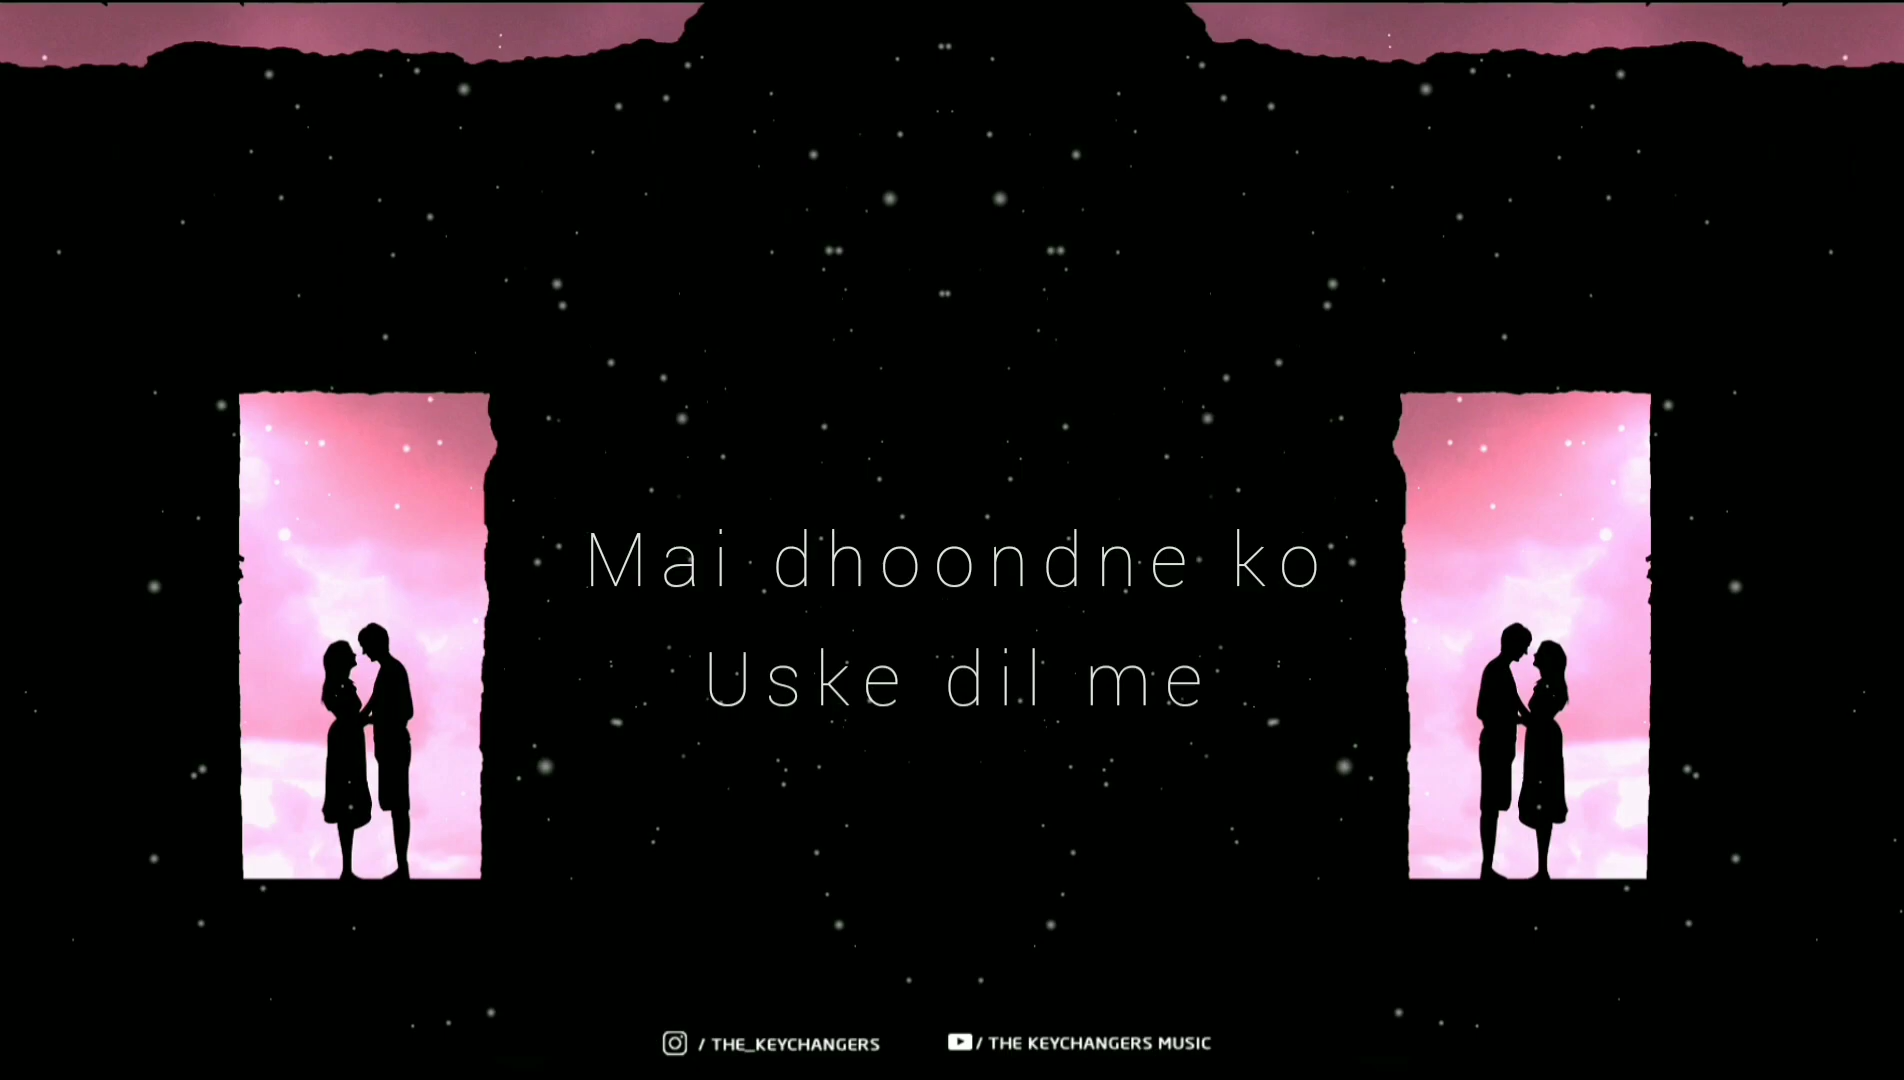 Mai dhoondne ko
Uske dil me
/ THE_KEYCHANGERS
/ THE KEYCHANGERS MUSIC